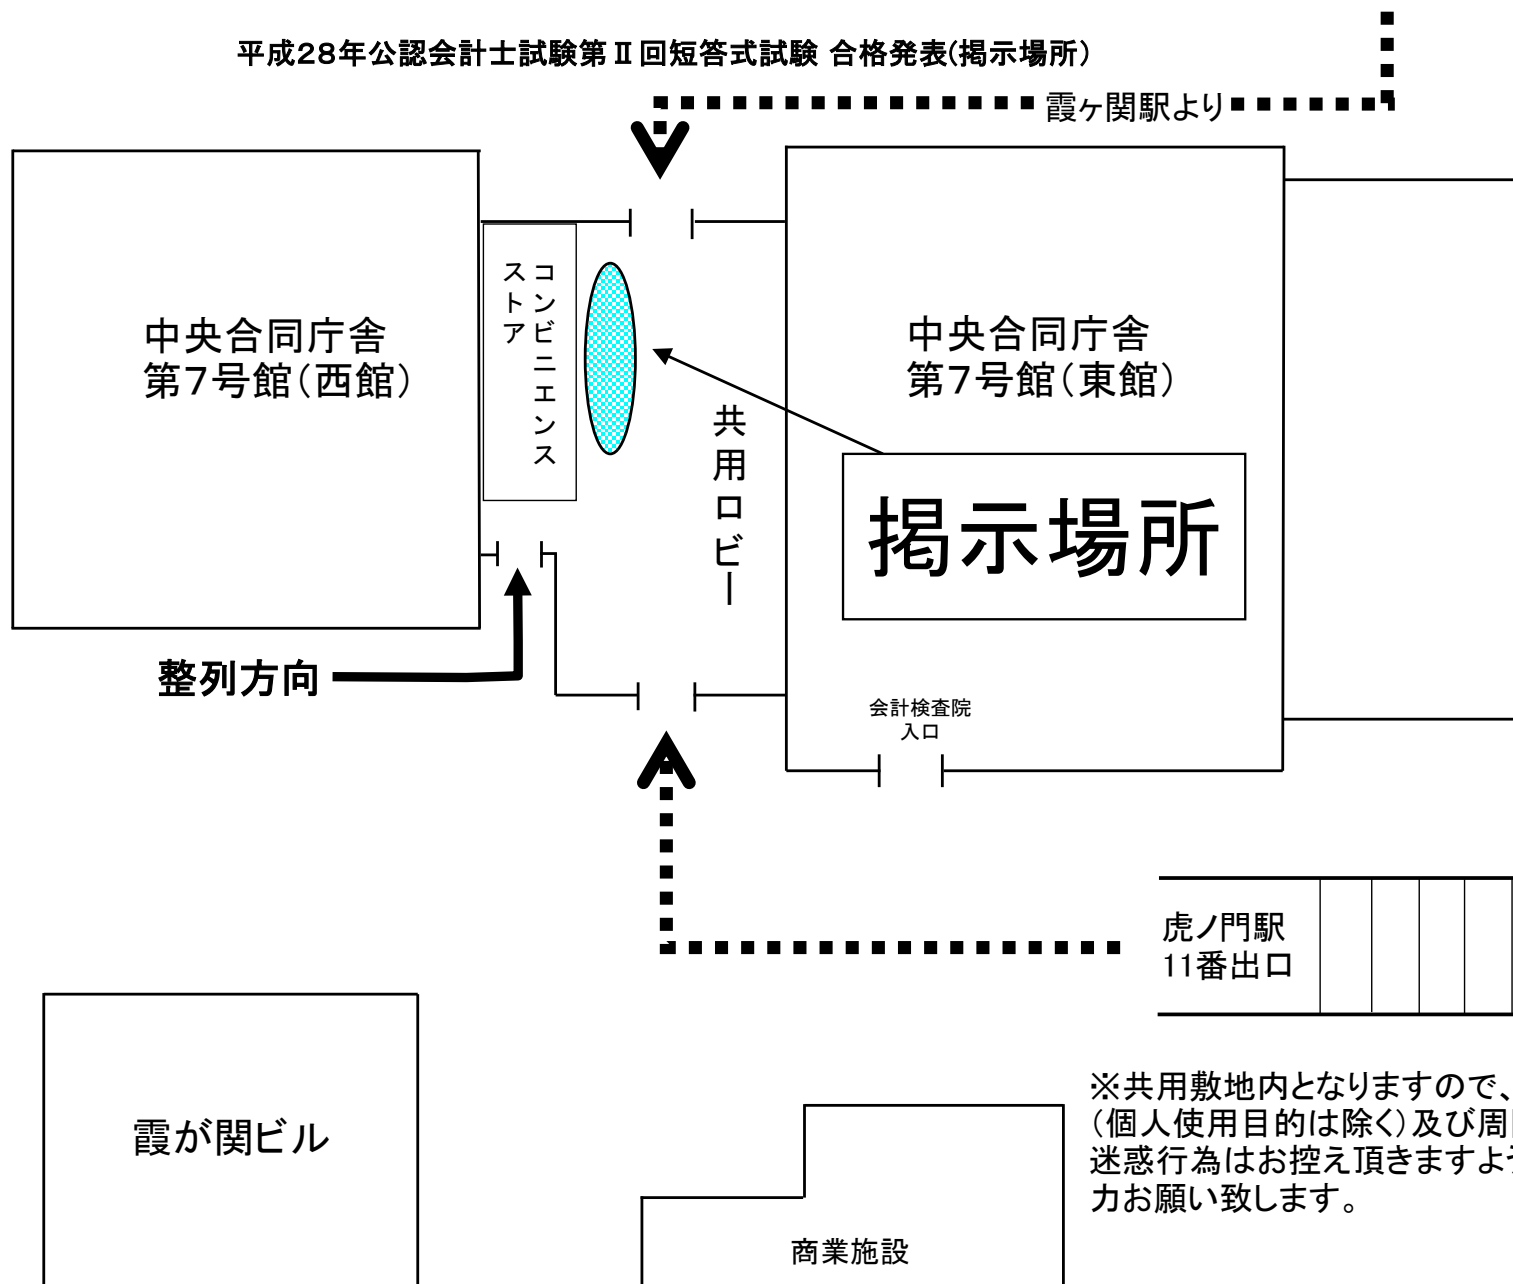 平成28年公認会計士試験第Ⅱ回短答式試験 合格発表(掲示場所)
霞ヶ関駅より
中央合同庁舎
第7号館(西館)
コンビニエンス
ストア
共用ロビー
中央合同庁舎
第7号館(東館)
掲示場所
整列方向
会計検査院
入口
虎ノ門駅
11番出口
霞が関ビル
商業施設
※共用敷地内となりますので、
(個人使用目的は除く)及び周
迷惑行為はお控え頂きますよ
力お願い致します。